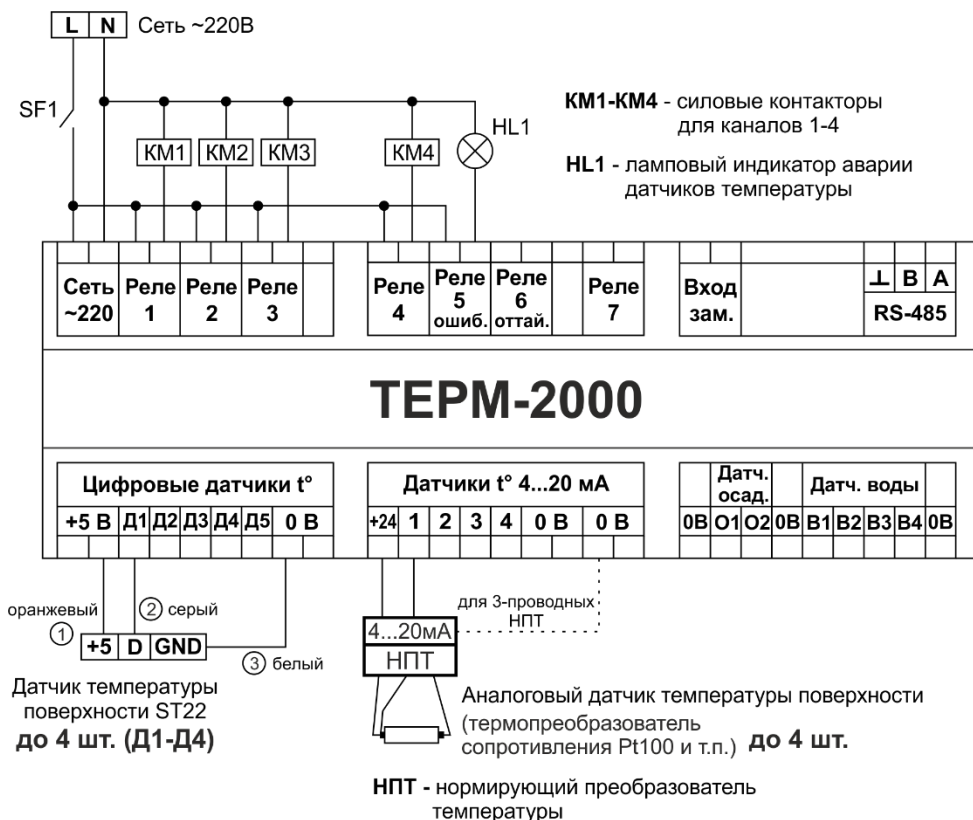 L N Сеть ~220В
SF1
КМ1 КМ2 КМ3 КМ4 HL1
КМ1-КМ4 - силовые контакторы
для каналов 1-4
HL1 - ламповый индикатор аварии
датчиков температуры
Сеть
~220
Реле
1
Реле
2
Реле
3
Реле
4
Реле
5
ошиб.
Реле
6
оттай.
Реле
7
Вход
зам.
⊥ B A
RS-485
ТЕРМ-2000
Цифровые датчики t°
+5 В Д1 Д2 Д3 Д4 Д5 0 В
Датчики t° 4...20 мА
+24 1 2 3 4 0 В 0 В
Датч.
осад.
Датч. воды
0В О1 О2 0В В1 В2 В3 В4 0В
оранжевый
1
2 серый
+5 D GND
3 белый
Датчик температуры
поверхности ST22
до 4 шт. (Д1-Д4)
для 3-проводных
НПТ
4...20мА
НПТ
Аналоговый датчик температуры поверхности
(термопреобразователь
сопротивления Pt100 и т.п.) до 4 шт.
НПТ - нормирующий преобразователь
температуры